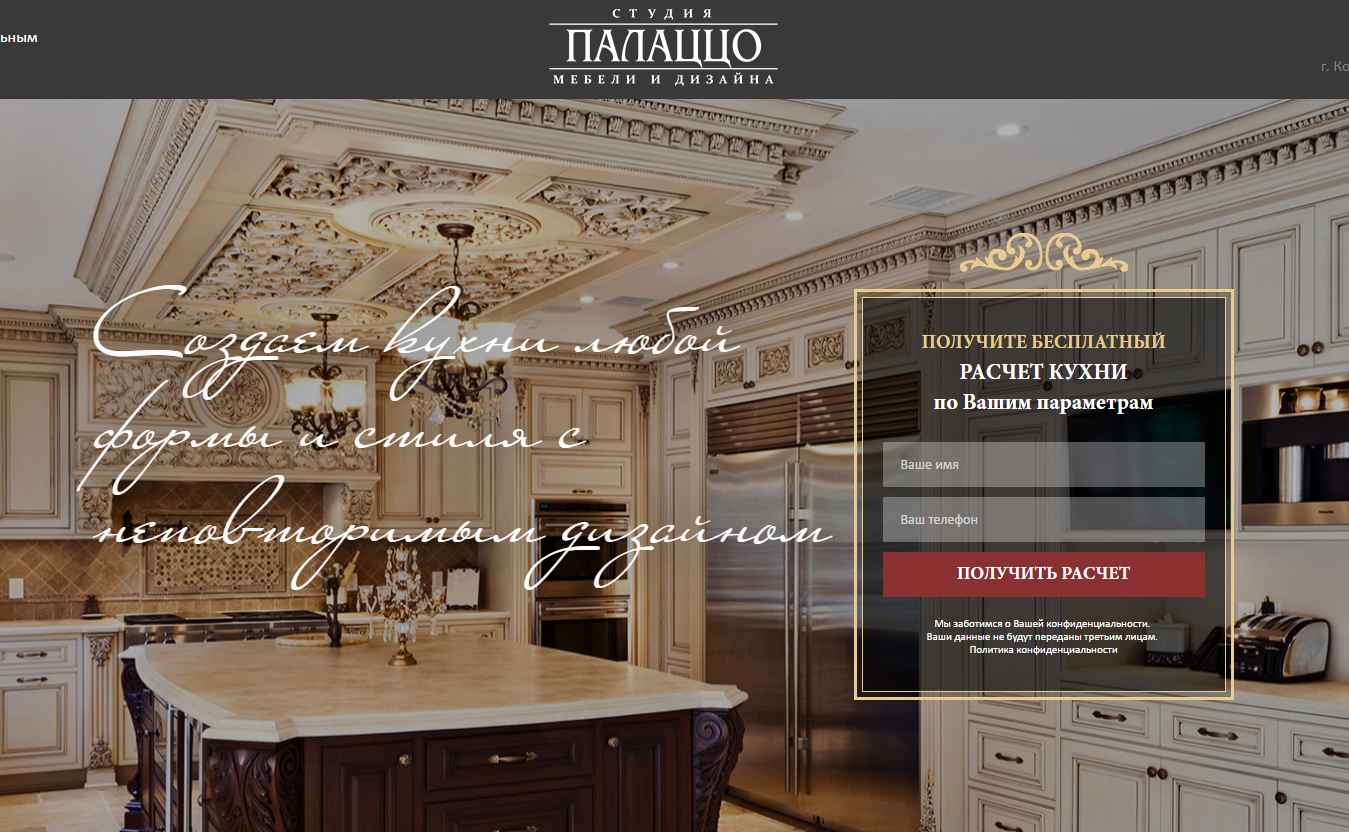 ьным
СТУДИЯ
ПАЛАЦЦО
МЕБЕЛИ И ДИЗАЙНА
г. Ко
Создаем кухни любой
формы и стиля с
неповторимым дизайном
ПОЛУЧИТЕ БЕСПЛАТНЫЙ
РАСЧЕТ КУХНИ
по Вашим параметрам
Ваше имя
Ваш телефон
ПОЛУЧИТЬ РАСЧЕТ
Мы заботимся о Вашей конфиденциальности.
Ваши данные не будут переданы третьим лицам.
Политика конфиденциальности